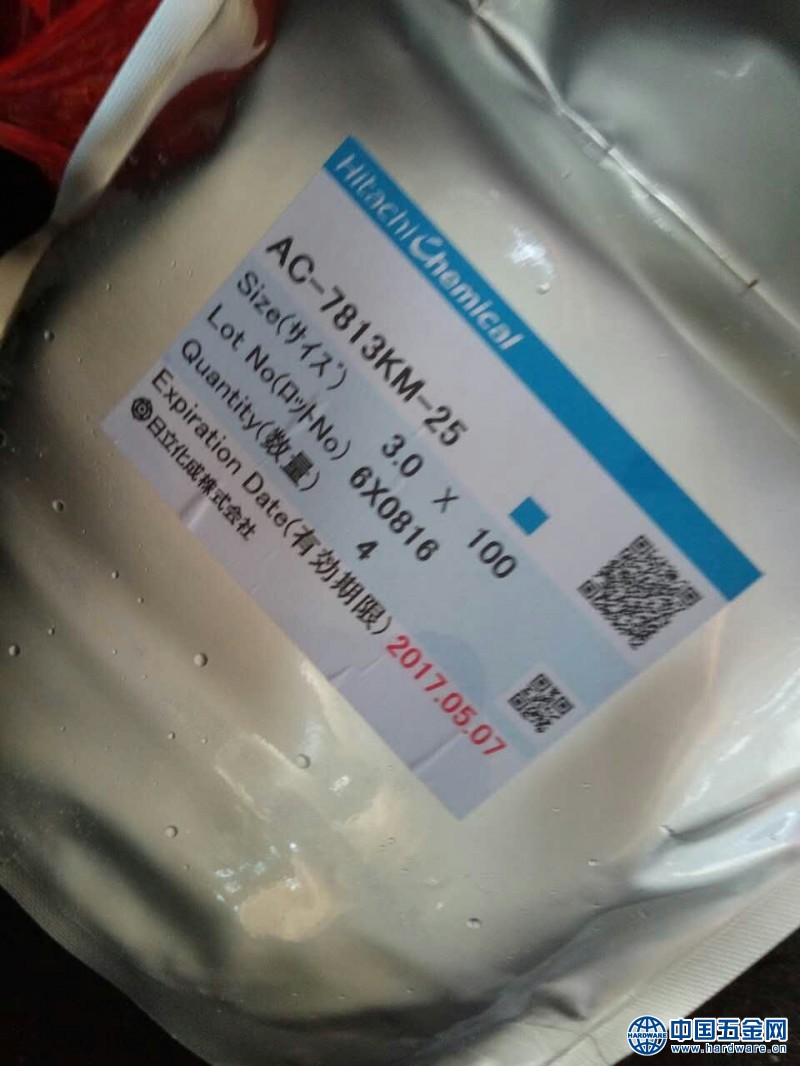 Hitachi Chemical
AC-7813KM-25
Size(サイズ) 3.0 X 100
Lot No(ロットNo) 6X0816
Quantity(数量) 4
Expiration Date(有効期限) 2017.05.07
日立化成株式会社
HARDWARE
中国五金网
www.hardware.cn